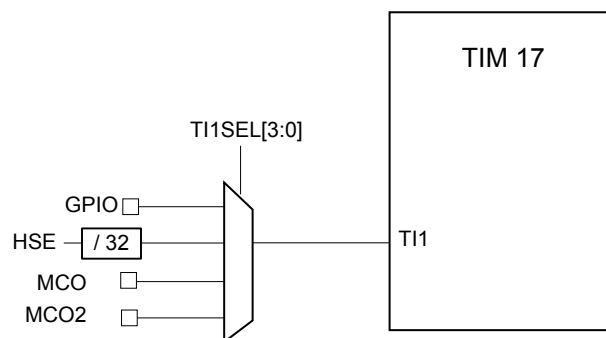 TIM 17
TI1SEL[3:0]
GPIO
HSE / 32 TI1
MCO
MCO2